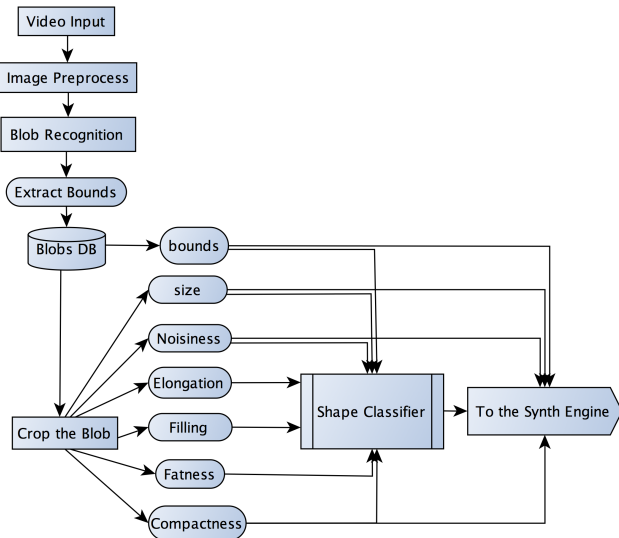 Video Input
Image Preprocess
Blob Recognition
Extract Bounds
Blobs DB
bounds
size
Noisiness
Elongation
Shape Classifier
To the Synth Engine
Crop the Blob
Filling
Fatness
Compactness